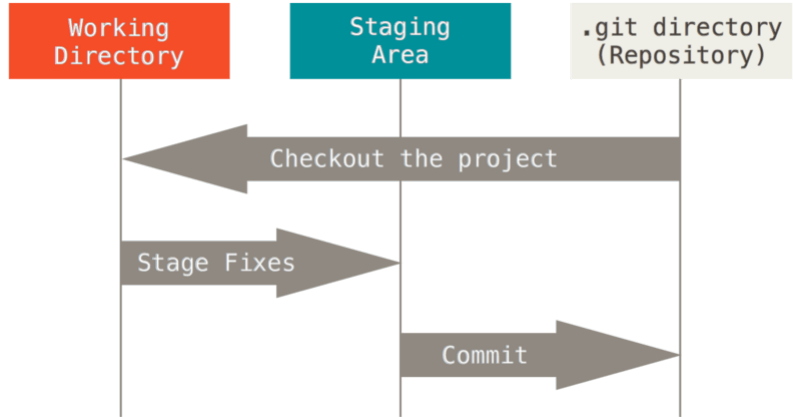 Working
Directory
Staging
Area
.git directory
(Repository)
Checkout the project
Stage Fixes
Commit